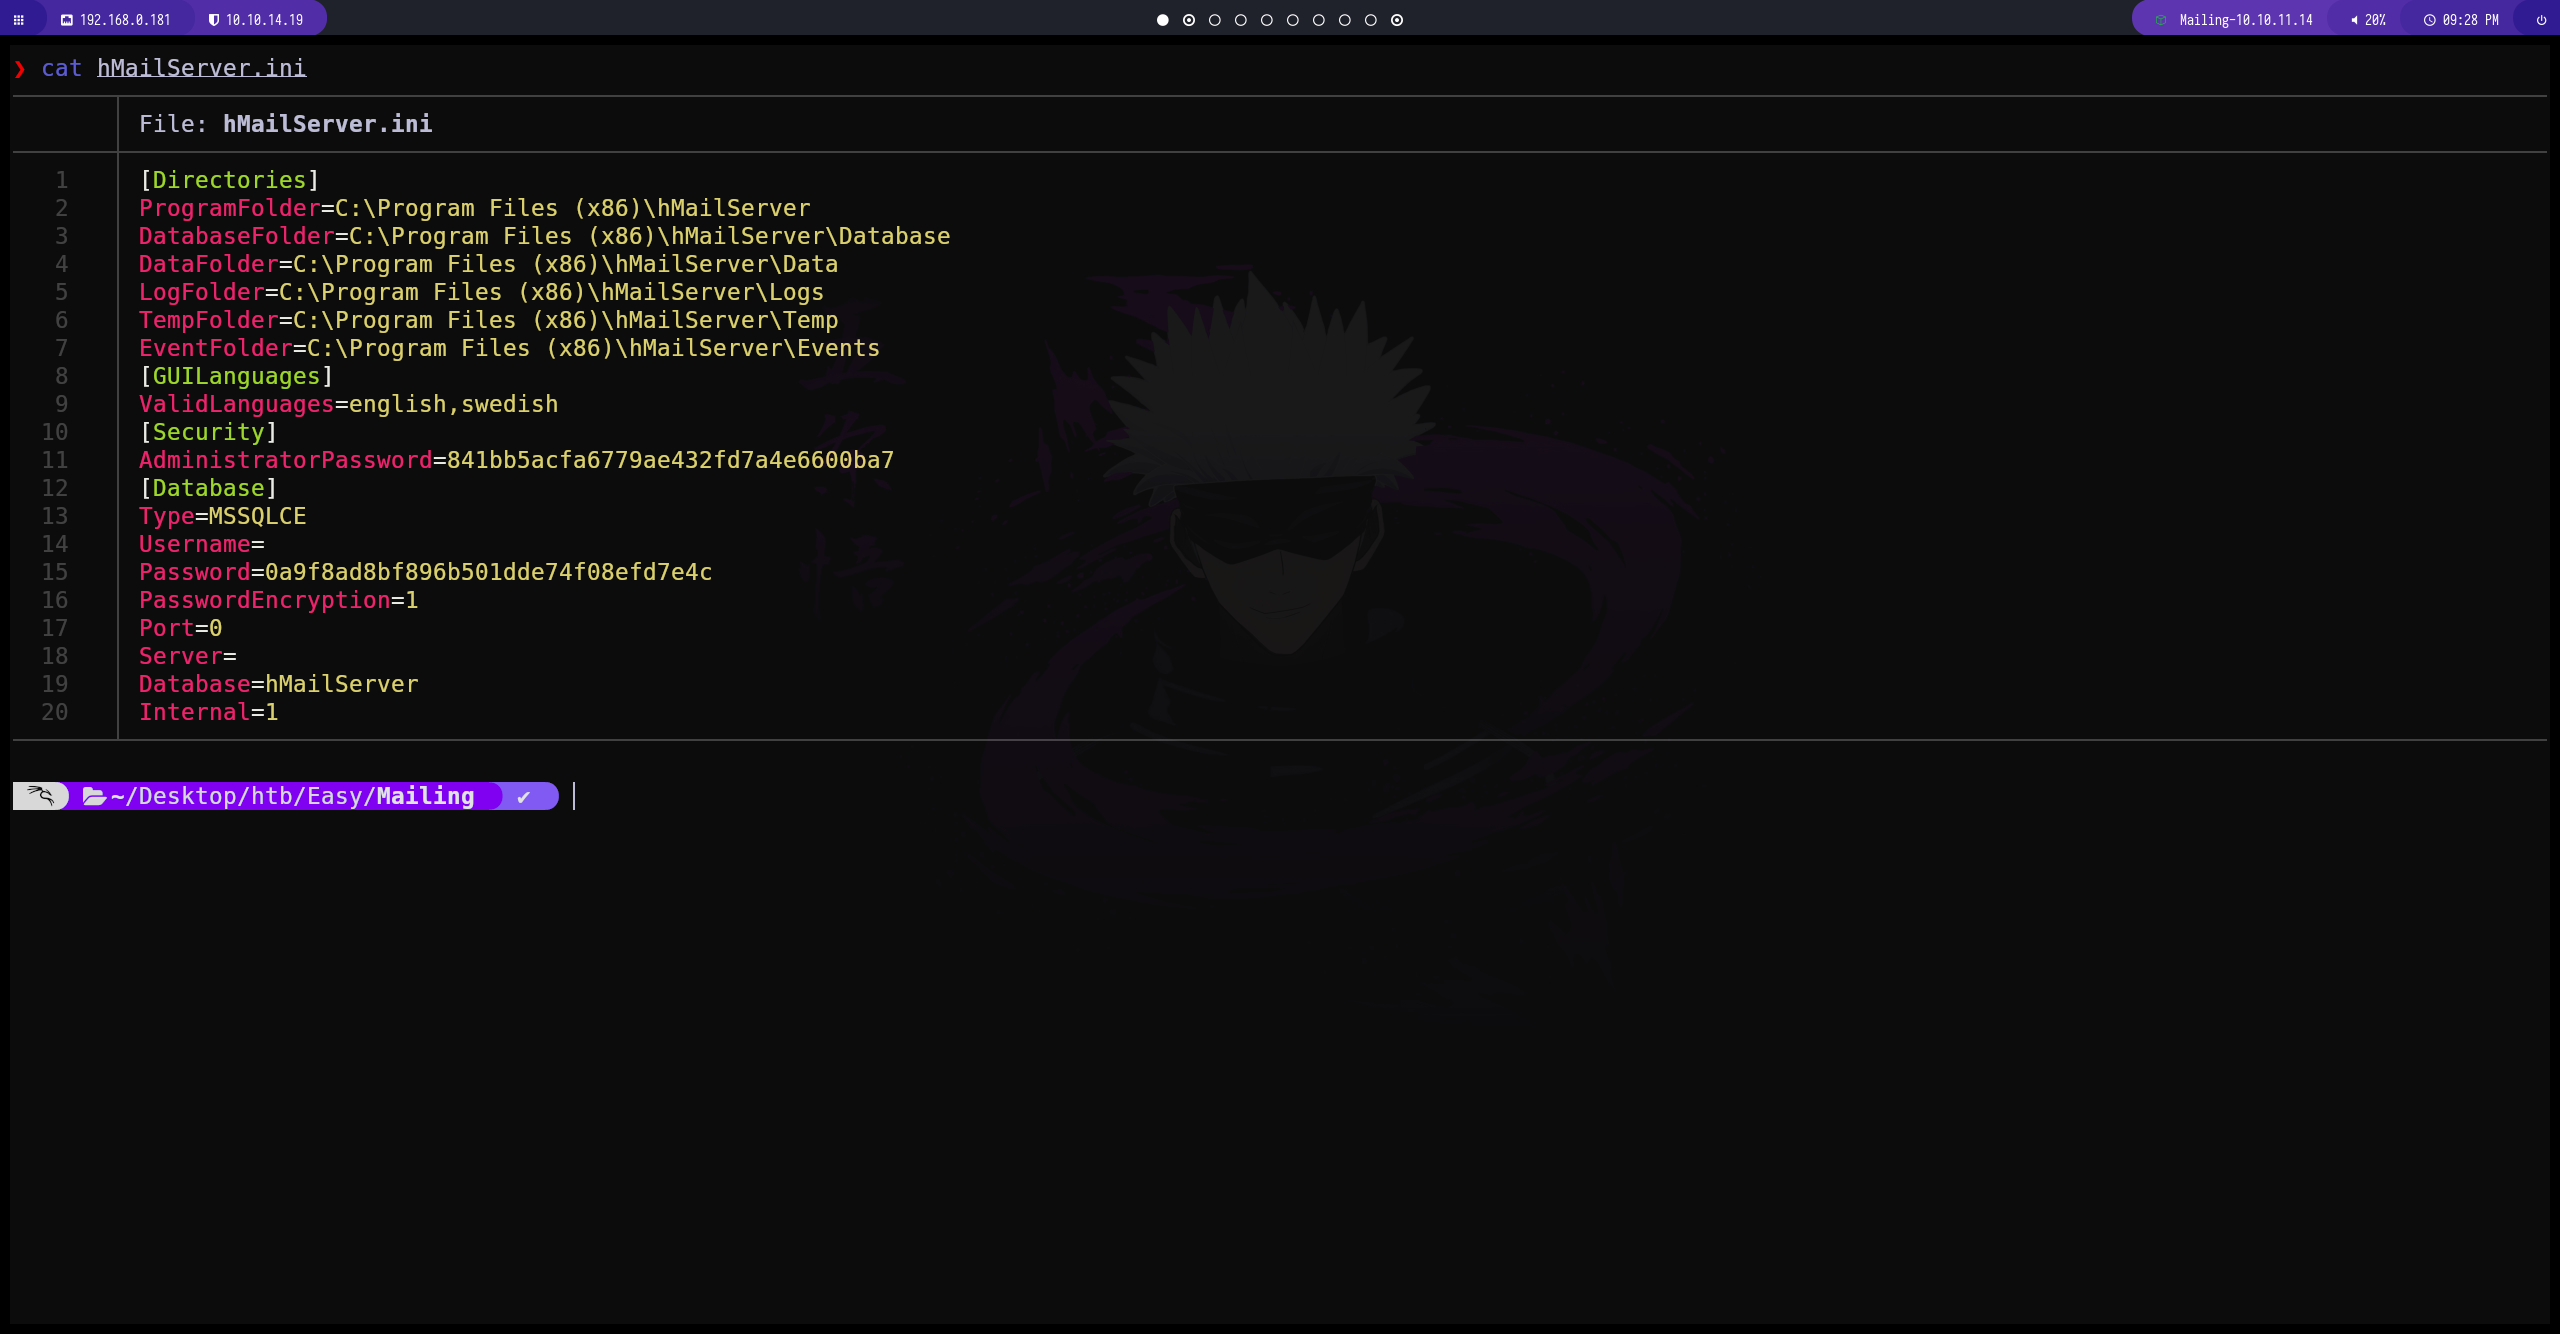 192.168.0.181 10.10.14.19 Mailing-10.10.11.14 20% 09:28 PM
❯ cat hMailServer.ini
File: hMailServer.ini
1 [Directories]
2 ProgramFolder=C:\Program Files (x86)\hMailServer
3 DatabaseFolder=C:\Program Files (x86)\hMailServer\Database
4 DataFolder=C:\Program Files (x86)\hMailServer\Data
5 LogFolder=C:\Program Files (x86)\hMailServer\Logs
6 TempFolder=C:\Program Files (x86)\hMailServer\Temp
7 EventFolder=C:\Program Files (x86)\hMailServer\Events
8 [GUILanguages]
9 ValidLanguages=english,swedish
10 [Security]
11 AdministratorPassword=841bb5acfa6779ae432fd7a4e6600ba7
12 [Database]
13 Type=MSSQLCE
14 Username=
15 Password=0a9f8ad8bf896b501dde74f08efd7e4c
16 PasswordEncryption=1
17 Port=0
18 Server=
19 Database=hMailServer
20 Internal=1
~/Desktop/htb/Easy/Mailing ✔